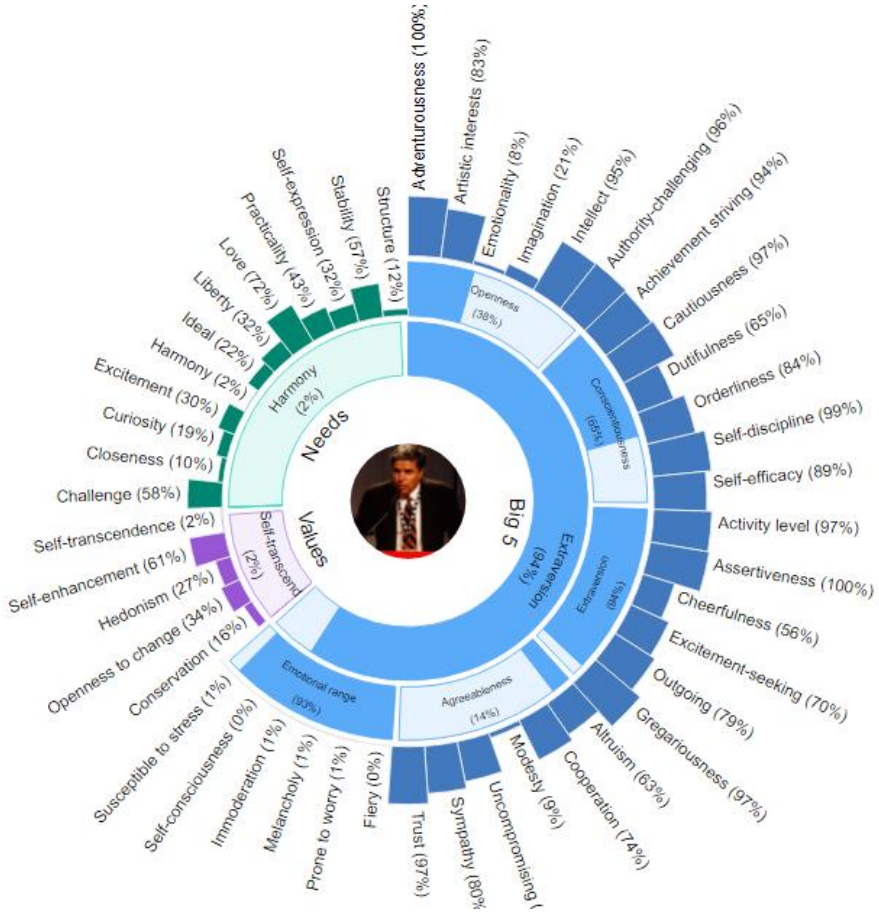 Adventurousness (100%)
Artistic interests (83%)
Emotionality (8%)
Imagination (21%)
Intellect (95%)
Authority-challenging (96%)
Achievement striving (94%)
Cautiousness (97%)
Dutifulness (65%)
Orderliness (84%)
Self-discipline (99%)
Self-efficacy (89%)
Activity level (97%)
Assertiveness (100%)
Cheerfulness (56%)
Excitement-seeking (70%)
Outgoing (79%)
Gregariousness (97%)
Altruism (63%)
Cooperation (74%)
Modesty (9%)
Uncompromising (
Sympathy (80%
Trust (97%)
Fiery (0%)
Prone to worry (1%)
Melancholy (1%)
Immoderation (1%)
Self-consciousness (0%)
Susceptible to stress (1%)
Conservation (16%)
Openness to change (34%)
Hedonism (27%)
Self-enhancement (61%)
Self-transcendence (2%)
Challenge (58%)
Closeness (10%)
Curiosity (19%)
Excitement (30%)
Harmony (2%)
Ideal (22%)
Liberty (32%)
Love (72%)
Practicality (43%)
Self-expression (32%)
Stability (57%)
Structure (12%)
Openness
(38%)
Conscientiousness
(65%)
Extraversion
(94%)
Agreeableness
(14%)
Emotional range
(93%)
Self-transcend
(2%)
Harmony
(2%)
Extraversion
(94%)
Needs
Values
Big 5